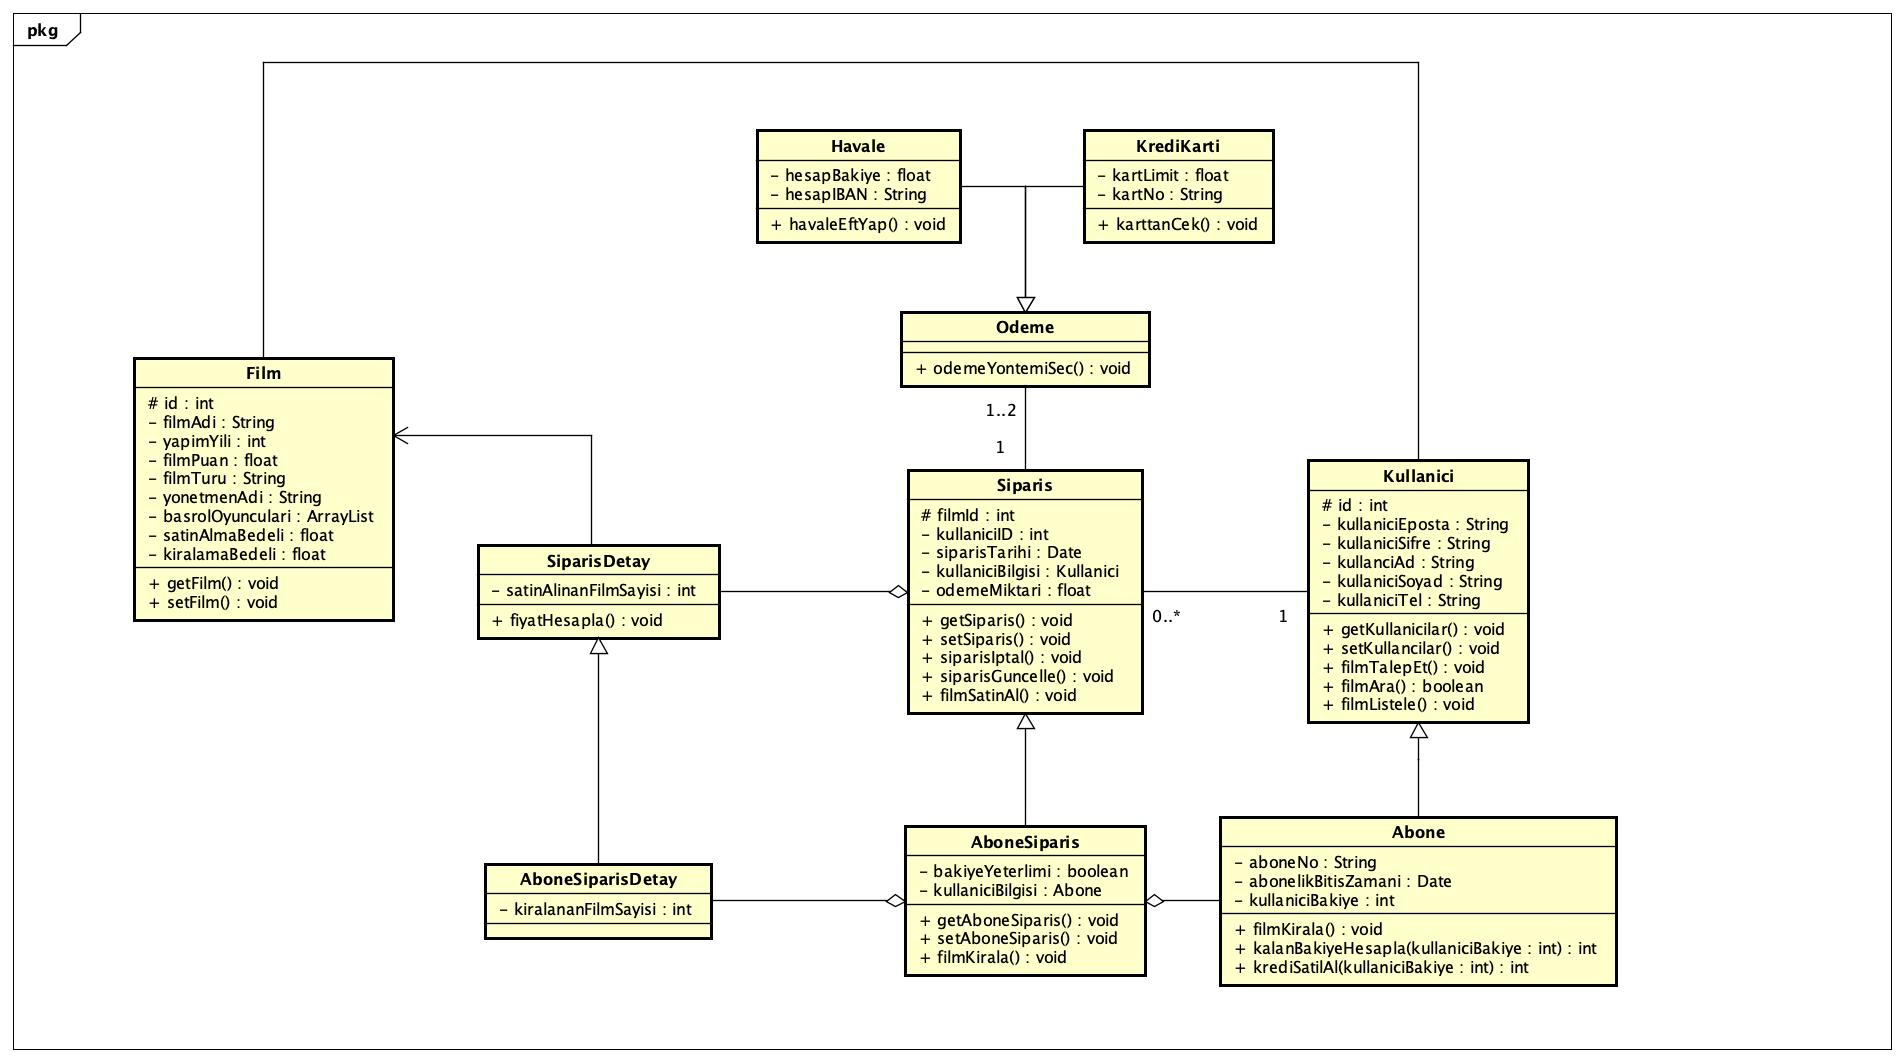 pkg
Havale
- hesapBakiye : float
- hesapIBAN : String
+ havaleEftYap() : void
KrediKarti
- kartLimit : float
- kartNo : String
+ karttanCek() : void
Odeme
+ odemeYontemiSec() : void
1..2
1
Film
# id : int
- filmAdi : String
- yapimYili : int
- filmPuan : float
- filmTuru : String
- yonetmenAdi : String
- basrolOyunculari : ArrayList
- satinAlmaBedeli : float
- kiralamaBedeli : float
+ getFilm() : void
+ setFilm() : void
SiparisDetay
- satinAlinanFilmSayisi : int
+ fiyatHesapla() : void
Siparis
# filmId : int
- kullaniciID : int
- siparisTarihi : Date
- kullaniciBilgisi : Kullanici
- odemeMiktari : float
+ getSiparis() : void
+ setSiparis() : void
+ siparisIptal() : void
+ siparisGuncelle() : void
+ filmSatinAl() : void
0..*
1
Kullanici
# id : int
- kullaniciEposta : String
- kullaniciSifre : String
- kullanciAd : String
- kullaniciSoyad : String
- kullaniciTel : String
+ getKullanicilar() : void
+ setKullancilar() : void
+ filmTalepEt() : void
+ filmAra() : boolean
+ filmListele() : void
AboneSiparisDetay
- kiralananFilmSayisi : int
AboneSiparis
- bakiyeYeterlimi : boolean
- kullaniciBilgisi : Abone
+ getAboneSiparis() : void
+ setAboneSiparis() : void
+ filmKirala() : void
Abone
- aboneNo : String
- abonelikBitisZamani : Date
- kullaniciBakiye : int
+ filmKirala() : void
+ kalanBakiyeHesapla(kullaniciBakiye : int) : int
+ krediSatilAl(kullaniciBakiye : int) : int